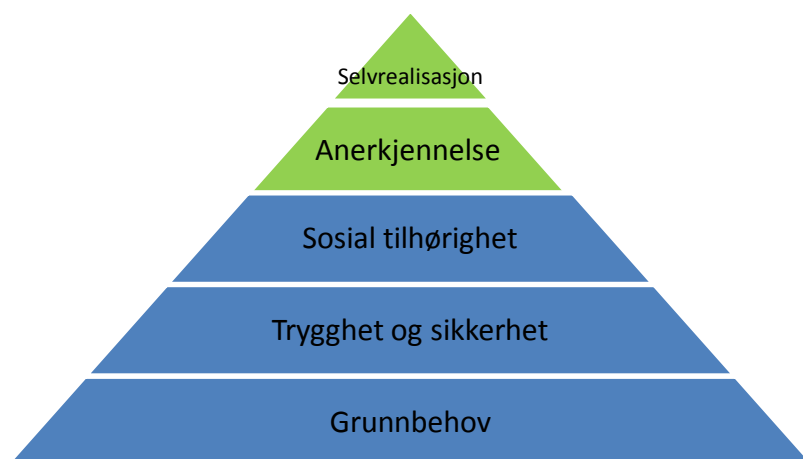 Selvrealisasjon
Anerkjennelse
Sosial tilhørighet
Trygghet og sikkerhet
Grunnbehov